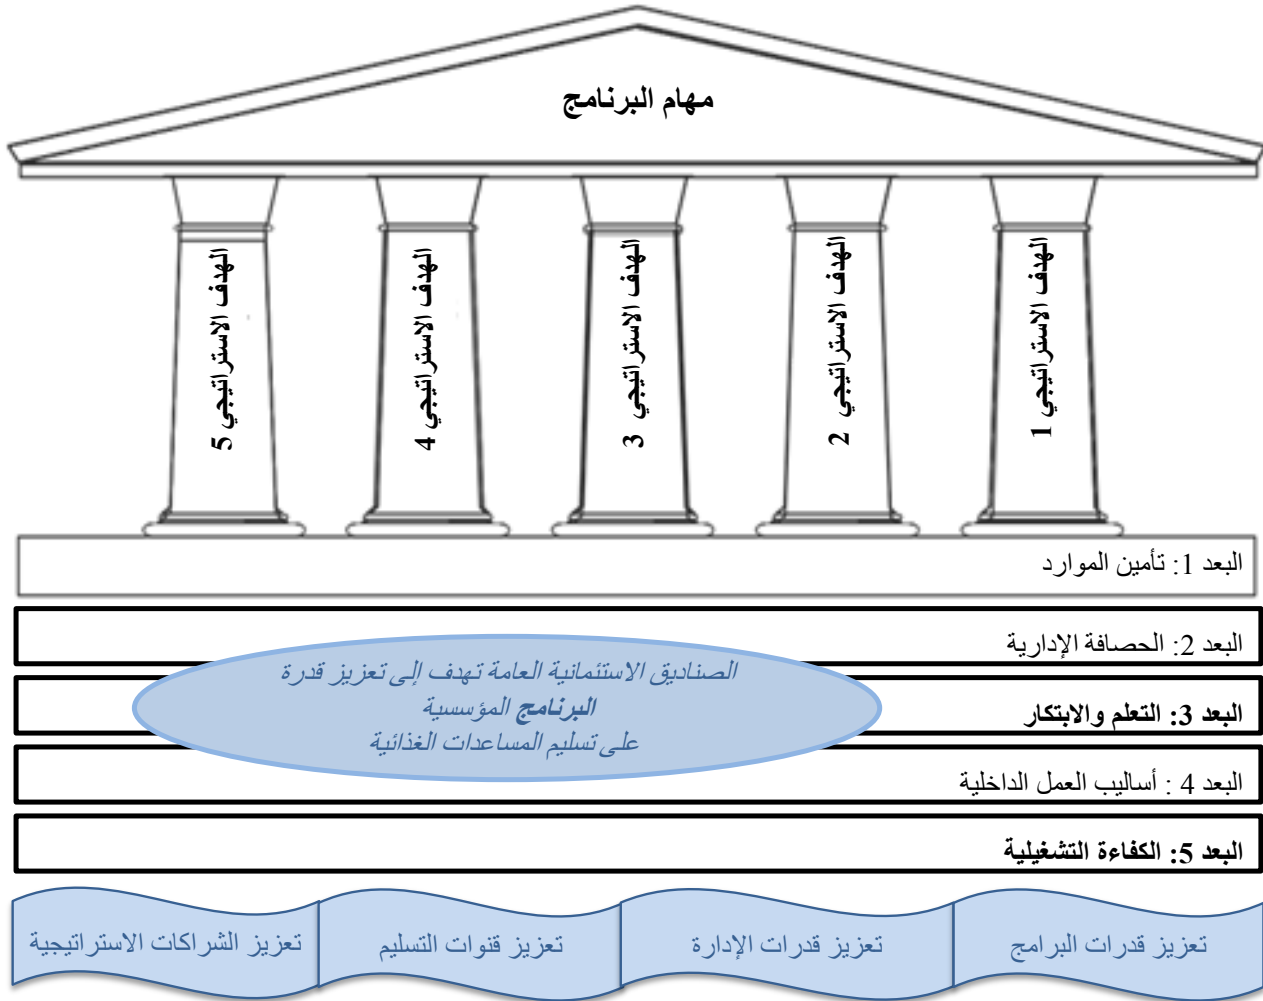 مهام البرنامج
الهدف الاستراتيجي 1
الهدف الاستراتيجي 2
الهدف الاستراتيجي 3
الهدف الاستراتيجي 4
الهدف الاستراتيجي 5
البعد 1: تأمين الموارد
البعد 2: الحصافة الإدارية
الصناديق الاستئمانية العامة تهدف إلى تعزيز قدرة
البرنامج المؤسسية
على تسليم المساعدات الغذائية
البعد 3: التعلم والابتكار
البعد 4 : أساليب العمل الداخلية
البعد 5: الكفاءة التشغيلية
تعزيز قدرات البرامج
تعزيز قدرات الإدارة
تعزيز قنوات التسليم
تعزيز الشراكات الاستراتيجية